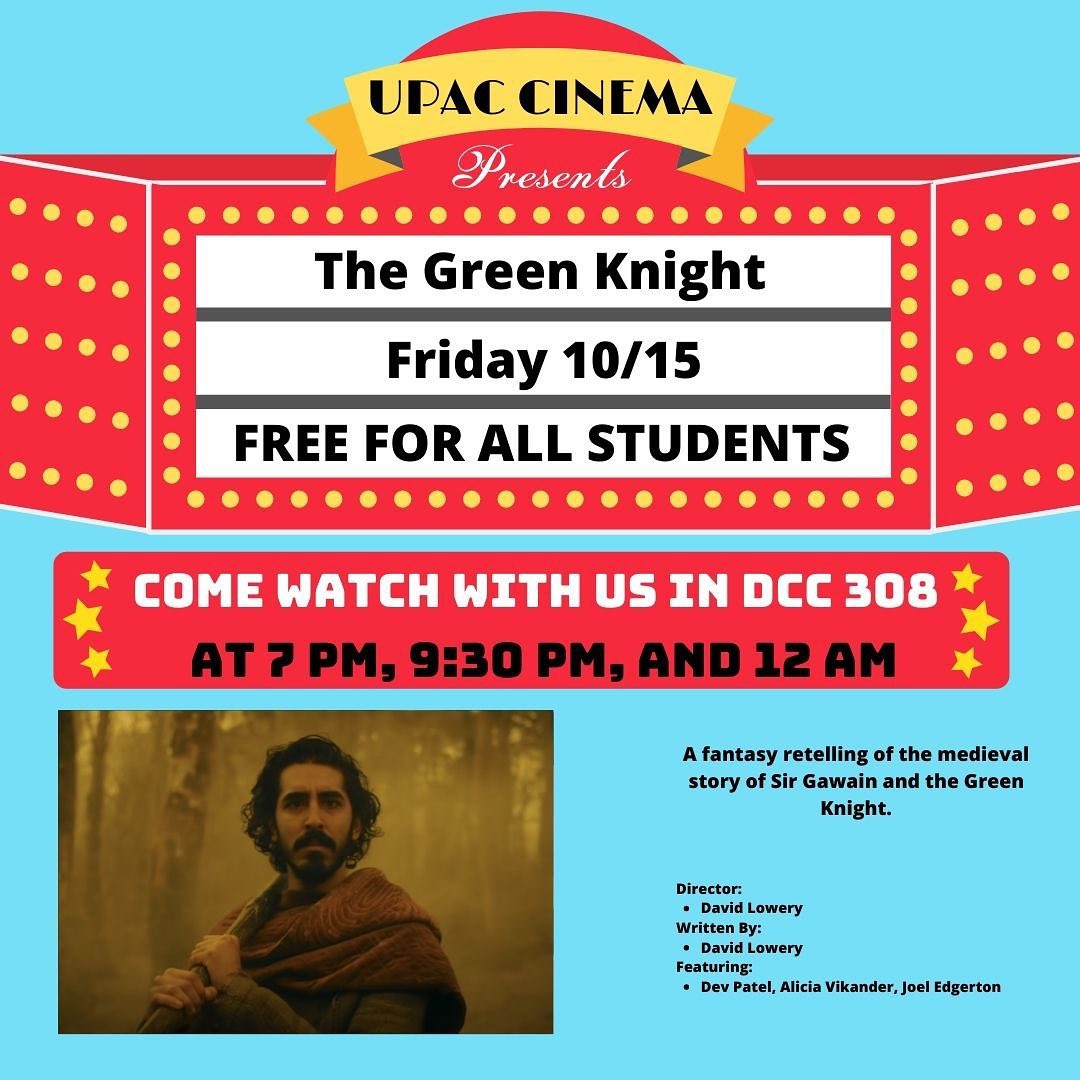 UPAC CINEMA
Presents
The Green Knight
Friday 10/15
FREE FOR ALL STUDENTS
COME WATCH WITH US IN DCC 308
AT 7 PM, 9:30 PM, AND 12 AM
A fantasy retelling of the medieval
story of Sir Gawain and the Green
Knight.
Director:
• David Lowery
Written By:
• David Lowery
Featuring:
• Dev Patel, Alicia Vikander, Joel Edgerton